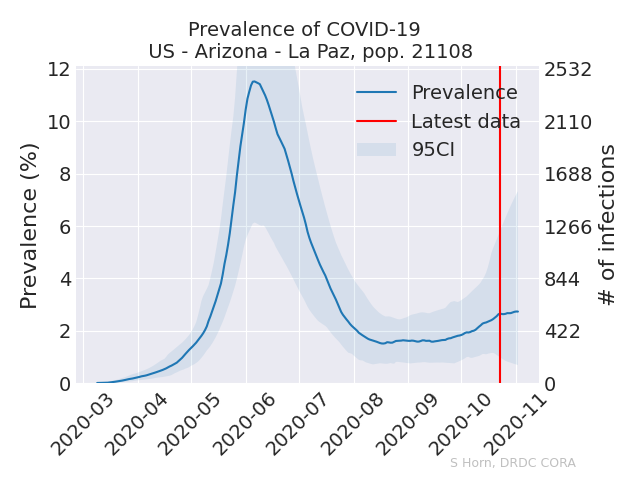 Prevalence of COVID-19
US - Arizona - La Paz, pop. 21108
Prevalence (%)
12
10
8
6
4
2
0
Prevalence
Latest data
95CI
2532
2110
1688
1266
844
422
0
# of infections
2020-03
2020-04
2020-05
2020-06
2020-07
2020-08
2020-09
2020-10
2020-11
S Horn, DRDC CORA